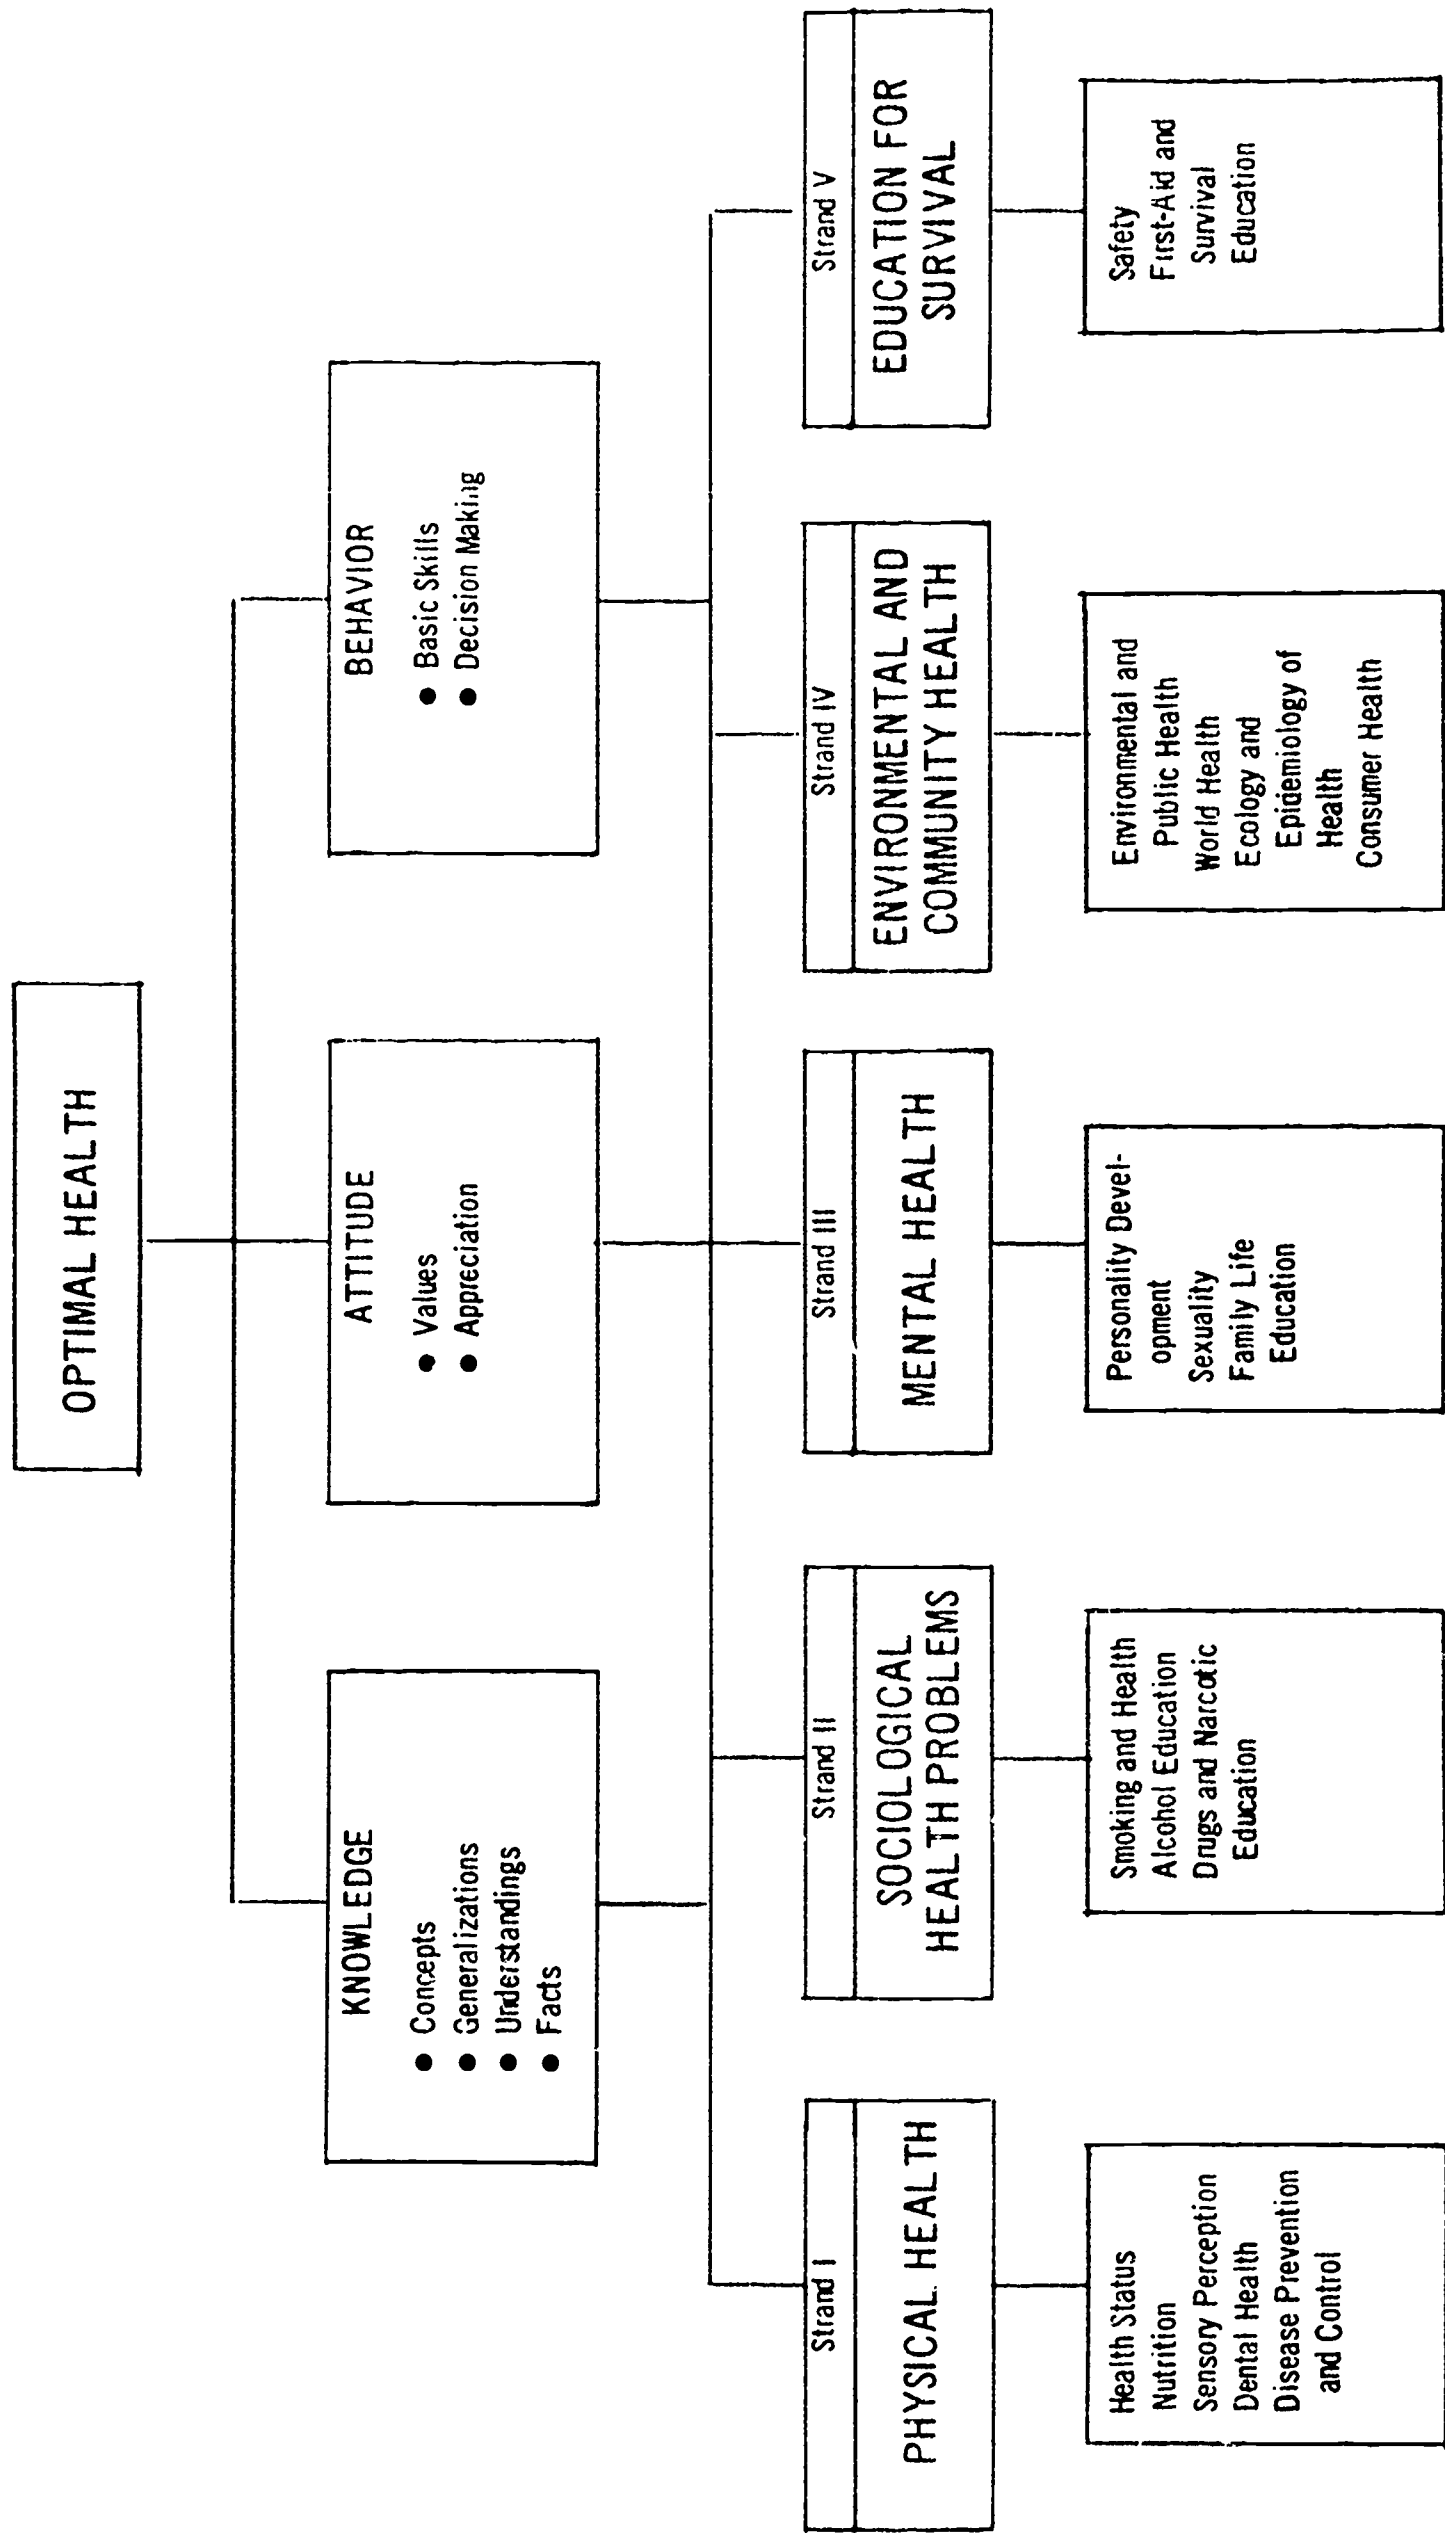 OPTIMAL HEALTH
KNOWLEDGE
● Concepts
● Generalizations
● Understandings
● Facts
ATTITUDE
● Values
● Appreciation
BEHAVIOR
● Basic Skills
● Decision Making
Strand I
PHYSICAL HEALTH
Health Status
Nutrition
Sensory Perception
Dental Health
Disease Prevention
and Control
Strand II
SOCIOLOGICAL
HEALTH PROBLEMS
Smoking and Health
Alcohol Education
Drugs and Narcotic
Education
Strand III
MENTAL HEALTH
Personality Devel-
opment
Sexuality
Family Life
Education
Strand IV
ENVIRONMENTAL AND
COMMUNITY HEALTH
Environmental and
Public Health
World Health
Ecology and
Epidemiology of
Health
Consumer Health
Strand V
EDUCATION FOR
SURVIVAL
Safety
First-Aid and
Survival
Education